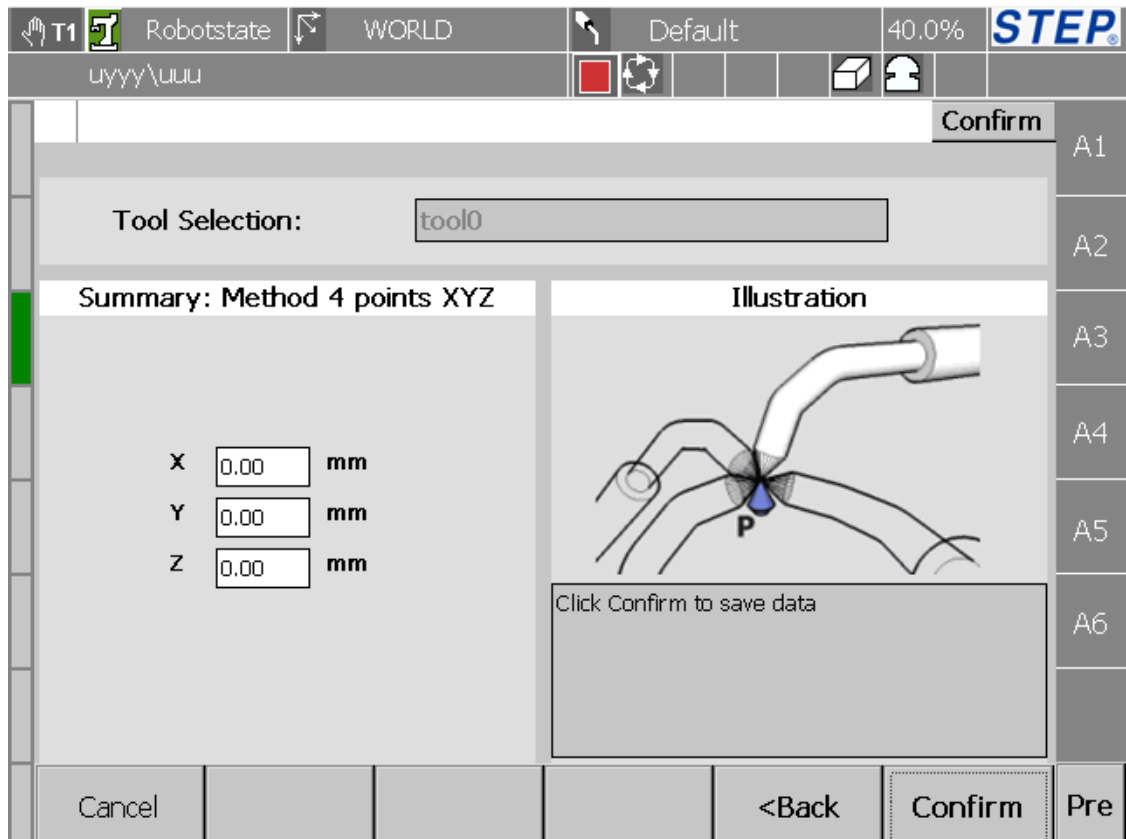 T1 Robotstate WORLD Default 40.0% STEP®
uyyy\uuu
Confirm
A1
Tool Selection: tool0
A2
Summary: Method 4 points XYZ
Illustration
A3
A4
X 0.00 mm
Y 0.00 mm
Z 0.00 mm
P
A5
Click Confirm to save data
A6
Cancel <Back Confirm Pre